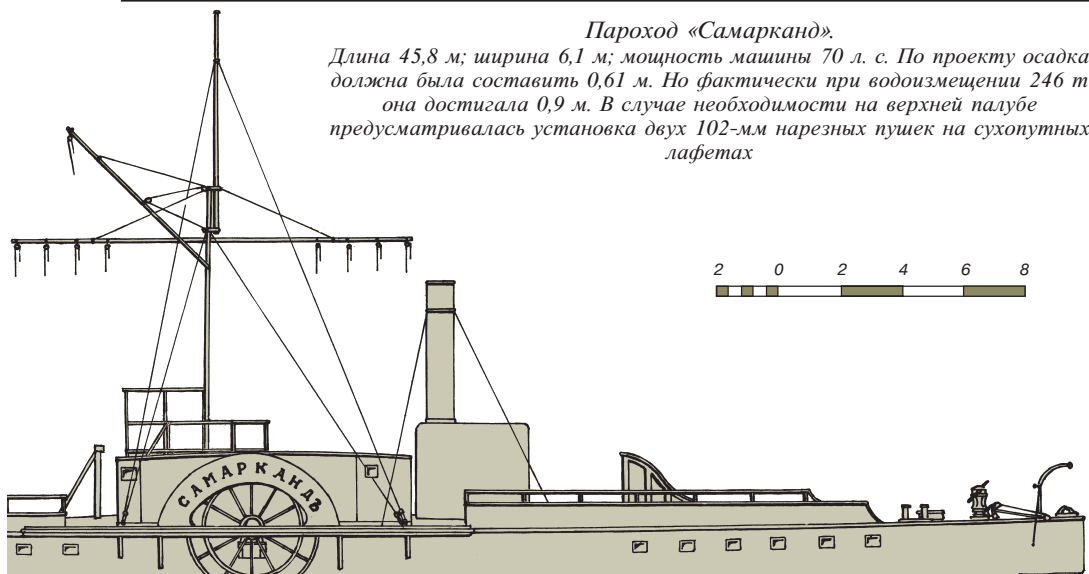 Пароход «Самарканд».
Длина 45,8 м; ширина 6,1 м; мощность машины 70 л. с. По проекту осадка
должна была составить 0,61 м. Но фактически при водоизмещении 246 т
она достигала 0,9 м. В случае необходимости на верхней палубе
предусматривалась установка двух 102-мм нарезных пушек на сухопутных
лафетах
2 0 2 4 6 8
САМАРКАНДЪ